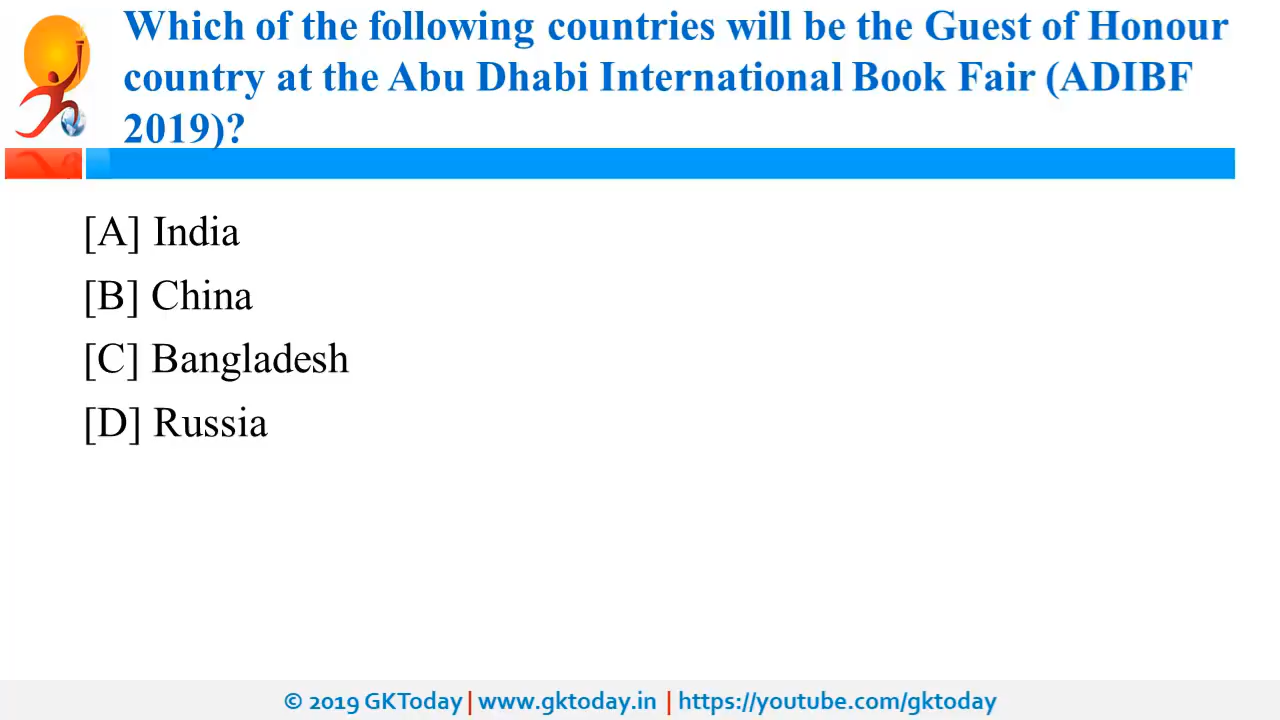 Which of the following countries will be the Guest of Honour
country at the Abu Dhabi International Book Fair (ADIBF
2019)?
[A] India
[B] China
[C] Bangladesh
[D] Russia
© 2019 GKToday | www.gktoday.in | https://youtube.com/gktoday